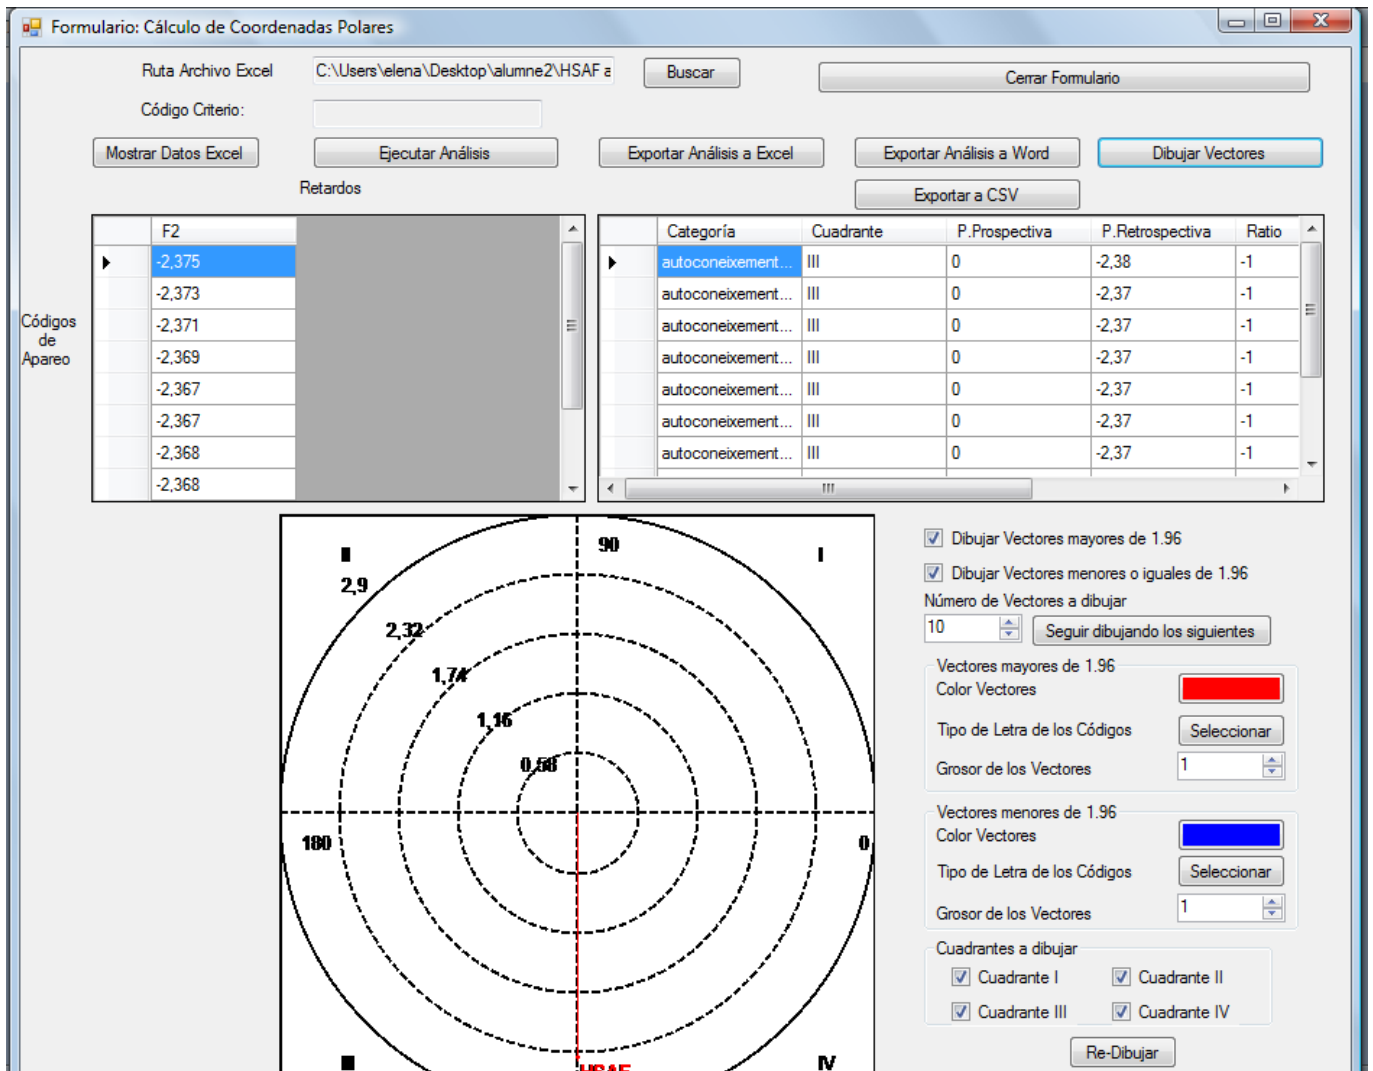 Formulario: Cálculo de Coordenadas Polares
Ruta Archivo Excel C:\Users\elena\Desktop\alumne2\HSAF a Buscar Cerrar Formulario
Código Criterio:
Mostrar Datos Excel Ejecutar Análisis Exportar Análisis a Excel Exportar Análisis a Word Dibujar Vectores
Retardos Exportar a CSV
Códigos de Apareo
F2
-2,375
-2,373
-2,371
-2,369
-2,367
-2,367
-2,368
-2,368
Categoría Cuadrante P.Prospectiva P.Retrospectiva Ratio
autoconeixement... III 0 -2,38 -1
autoconeixement... III 0 -2,37 -1
autoconeixement... III 0 -2,37 -1
autoconeixement... III 0 -2,37 -1
autoconeixement... III 0 -2,37 -1
autoconeixement... III 0 -2,37 -1
autoconeixement... III 0 -2,37 -1
II 90 I
2,9
2,32
1,74
1,16
0,58
180 0
III HSAF IV
Dibujar Vectores mayores de 1.96
Dibujar Vectores menores o iguales de 1.96
Número de Vectores a dibujar
10 Seguir dibujando los siguientes
Vectores mayores de 1.96
Color Vectores
Tipo de Letra de los Códigos Seleccionar
Grosor de los Vectores 1
Vectores menores de 1.96
Color Vectores
Tipo de Letra de los Códigos Seleccionar
Grosor de los Vectores 1
Cuadrantes a dibujar
Cuadrante I Cuadrante II
Cuadrante III Cuadrante IV
Re-Dibujar